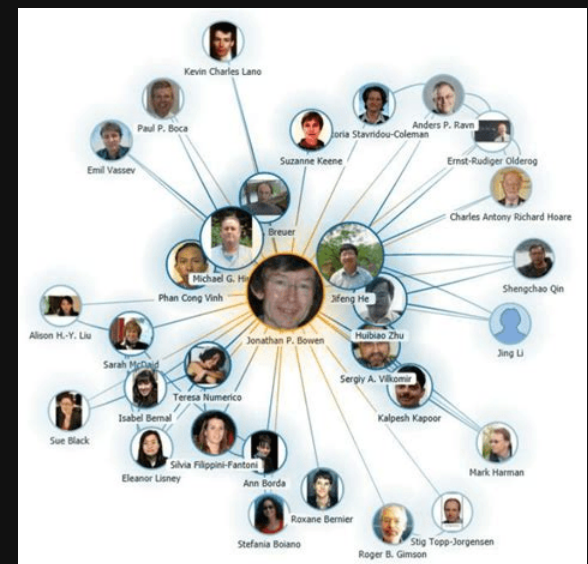 Kevin Charles Lano
Paul P. Boca
Anders P. Ravn
oria Stavridou-Coleman
Suzanne Keene
Ernst-Rudiger Olderog
Emil Vassev
Charles Antony Richard Hoare
Breuer
Michael G. Hi
Shengchao Qin
Phan Cong Vinh
Jifeng He
Alison H.-Y. Liu
Jonathan P. Bowen
Huibiao Zhu
Jing Li
Sarah McDaid
Sergiy A. Vilkomir
Teresa Numerico
Isabel Bernal
Kalpesh Kapoor
Sue Black
Silvia Filippini-Fantoni
Mark Harman
Eleanor Lisney
Ann Borda
Roxane Bernier
Stefania Boiano
Stig Topp-Jorgensen
Roger B. Gimson